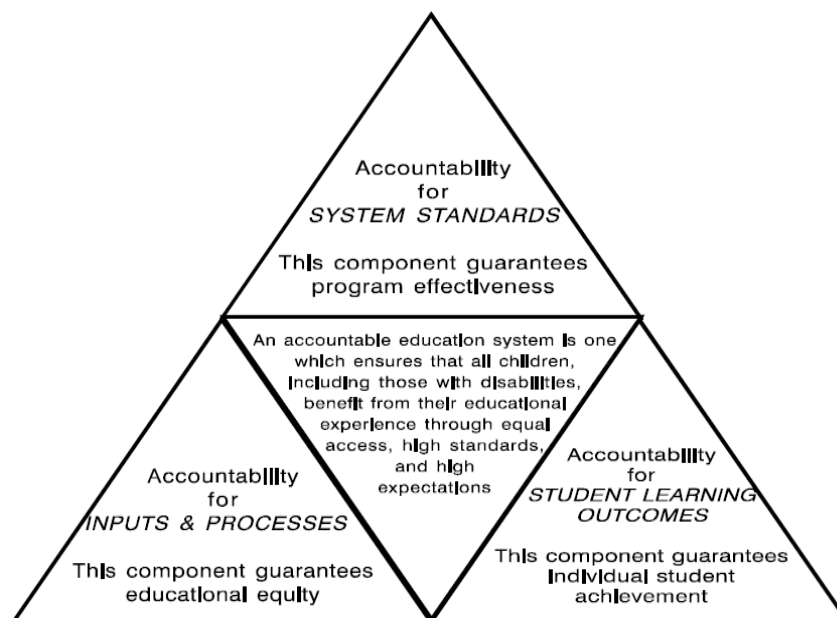 Accountability
for
SYSTEM STANDARDS
This component guarantees
program effectiveness
An accountable education system is one
which ensures that all children,
including those with disabilities,
benefit from their educational
experience through equal
access, high standards,
and high
expectations
Accountability
for
INPUTS & PROCESSES
This component guarantees
educational equity
Accountability
for
STUDENT LEARNING
OUTCOMES
This component guarantees
individual student
achievement